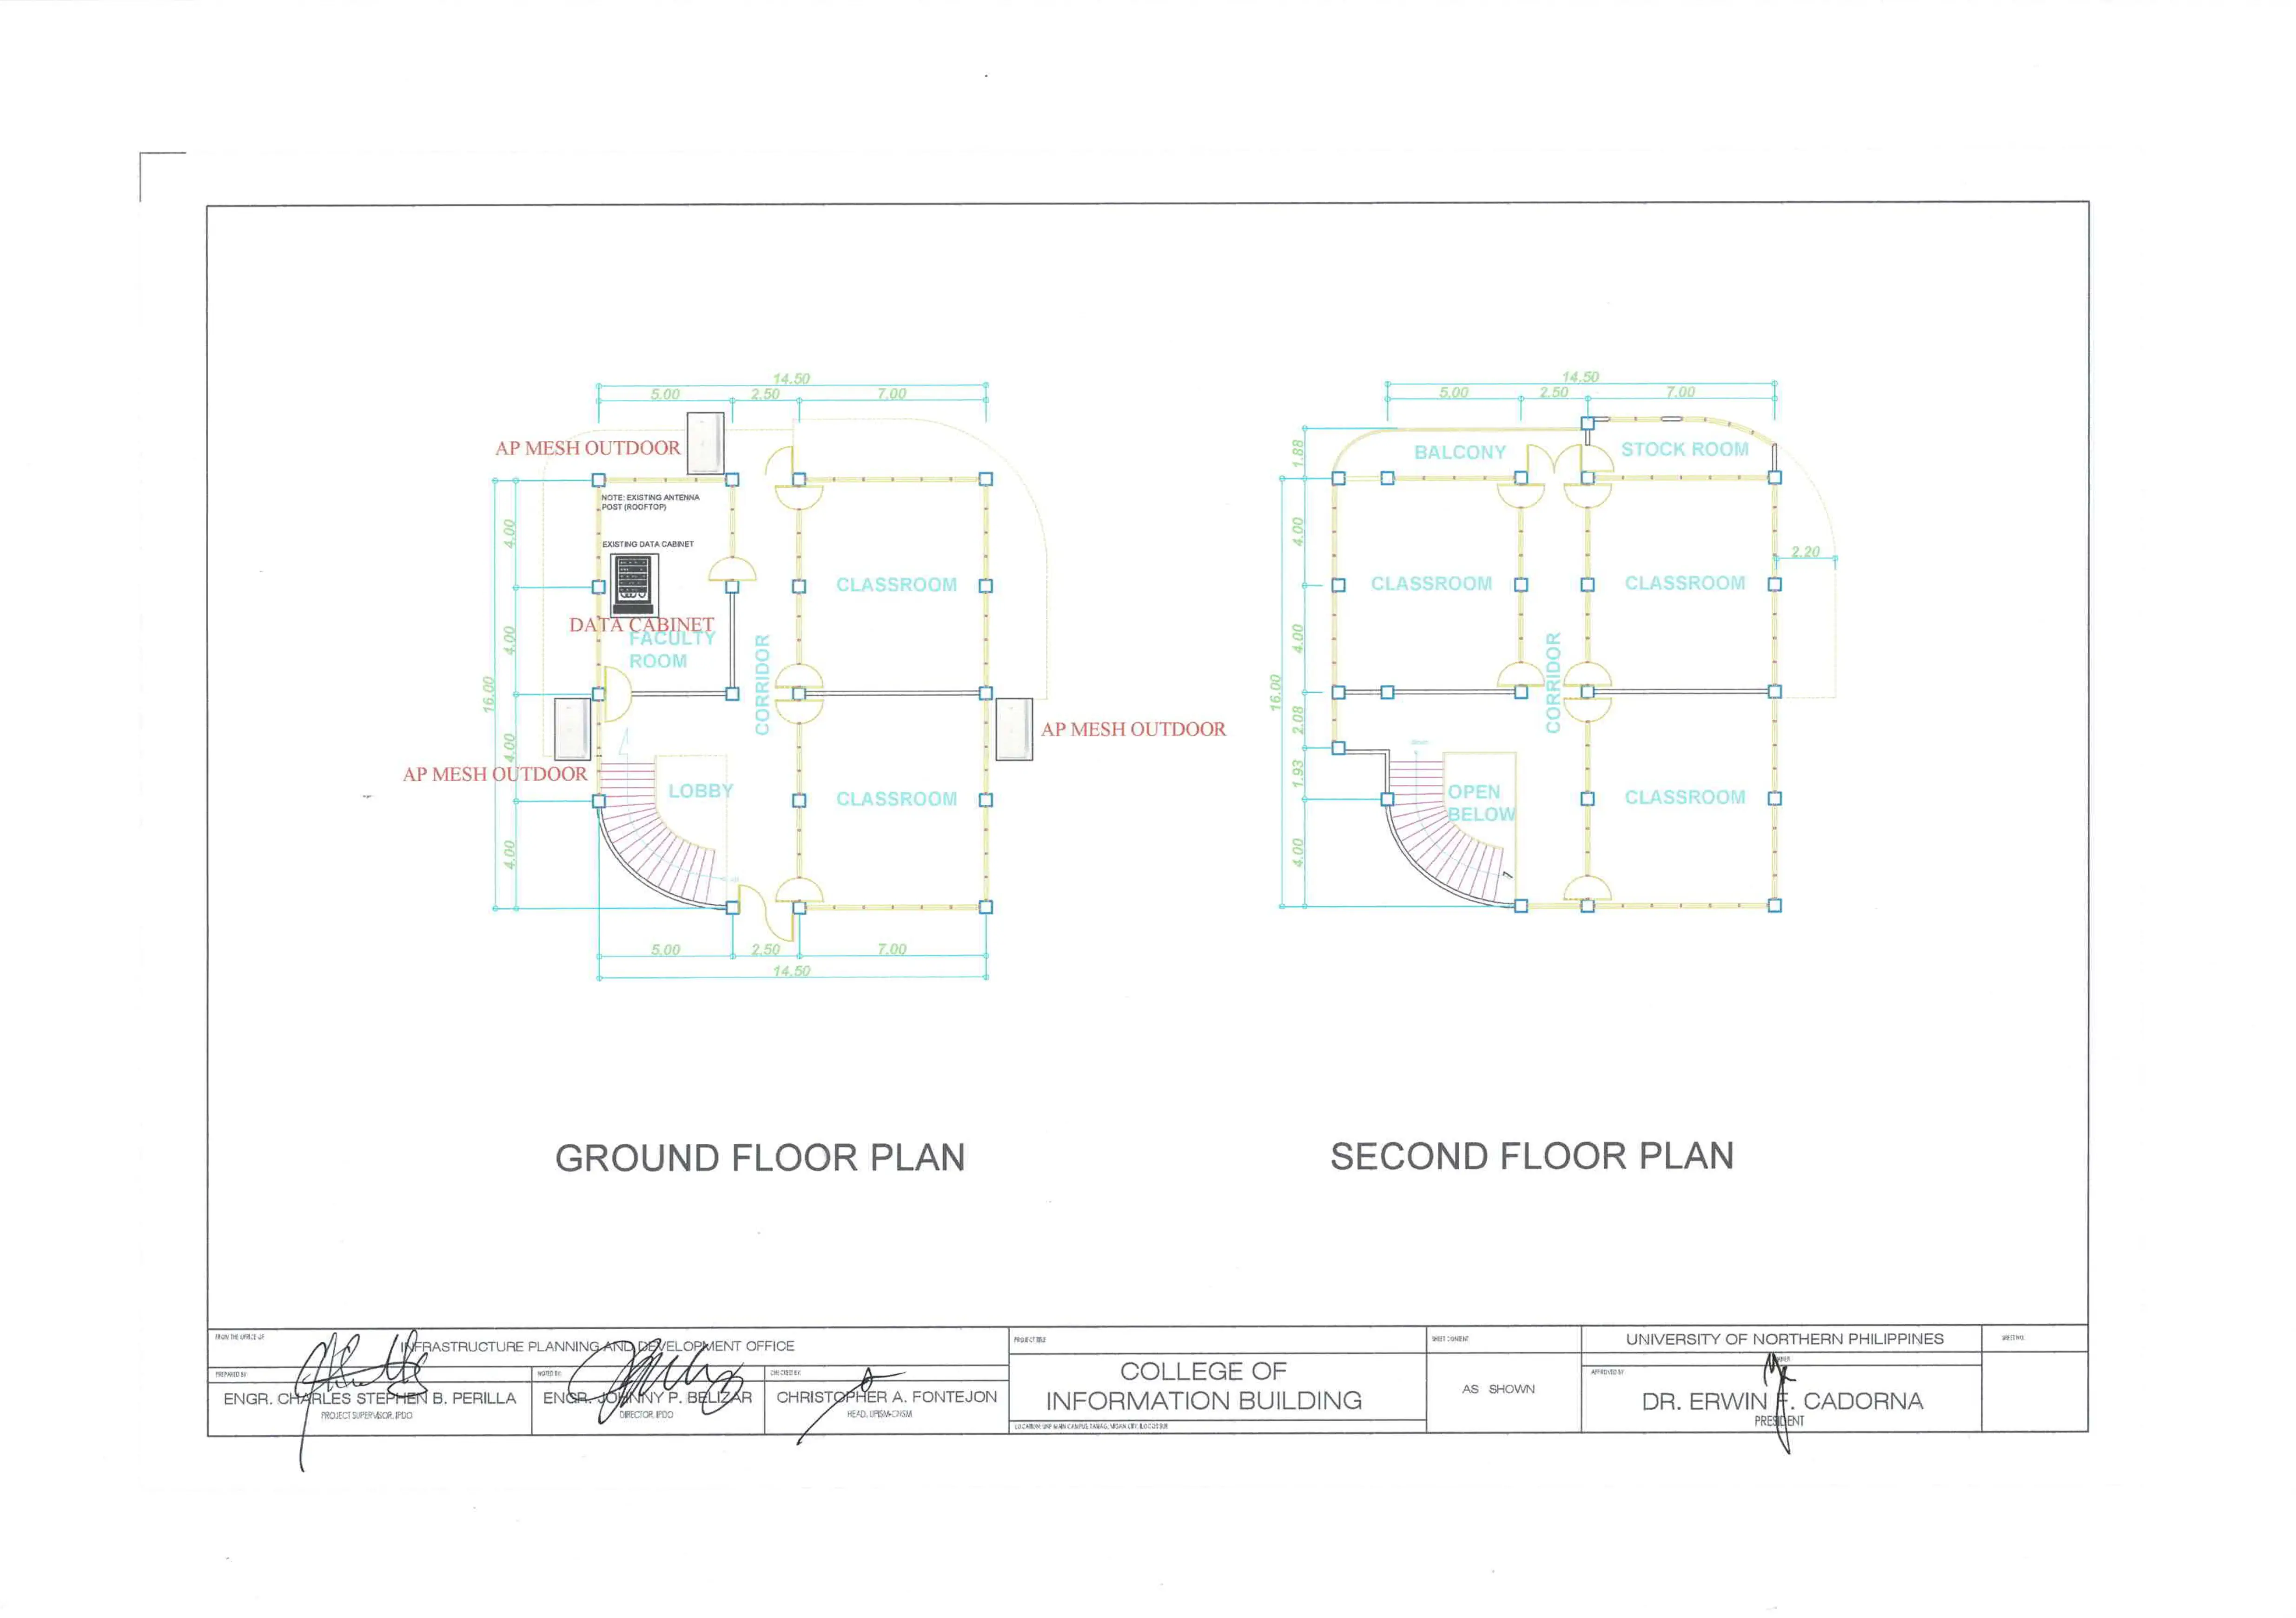 14.50
5.00 2.50 7.00
AP MESH OUTDOOR
NOTE: EXISTING ANTENNA
POST (ROOFTOP)
EXISTING DATA CABINET
DATA CABINET
FACULTY
ROOM
CORRIDOR
CLASSROOM
4.00
4.00
4.00
4.00
16.00
AP MESH OUTDOOR
AP MESH OUTDOOR
LOBBY
CLASSROOM
5.00 2.50 7.00
14.50
GROUND FLOOR PLAN
14.50
5.00 2.50 7.00
1.88
BALCONY
STOCK ROOM
4.00
4.00
2.08
1.93
4.00
16.00
2.20
CLASSROOM
CLASSROOM
CORRIDOR
OPEN
BELOW
CLASSROOM
SECOND FLOOR PLAN
FROM THE OFFICE OF
INFRASTRUCTURE PLANNING AND DEVELOPMENT OFFICE
PREPARED BY
ENGR. CHARLES STEPHEN B. PERILLA
PROJECT SUPERVISOR, IPDO
NOTED BY
ENGR. JOHNNY P. BELIZAR
DIRECTOR, IPDO
CHECKED BY
CHRISTOPHER A. FONTEJON
PROJECT TITLE
COLLEGE OF
INFORMATION BUILDING
SHEET CONTENT
AS SHOWN
UNIVERSITY OF NORTHERN PHILIPPINES
APPROVED BY
DR. ERWIN F. CADORNA
PRESIDENT
SHEET NO.